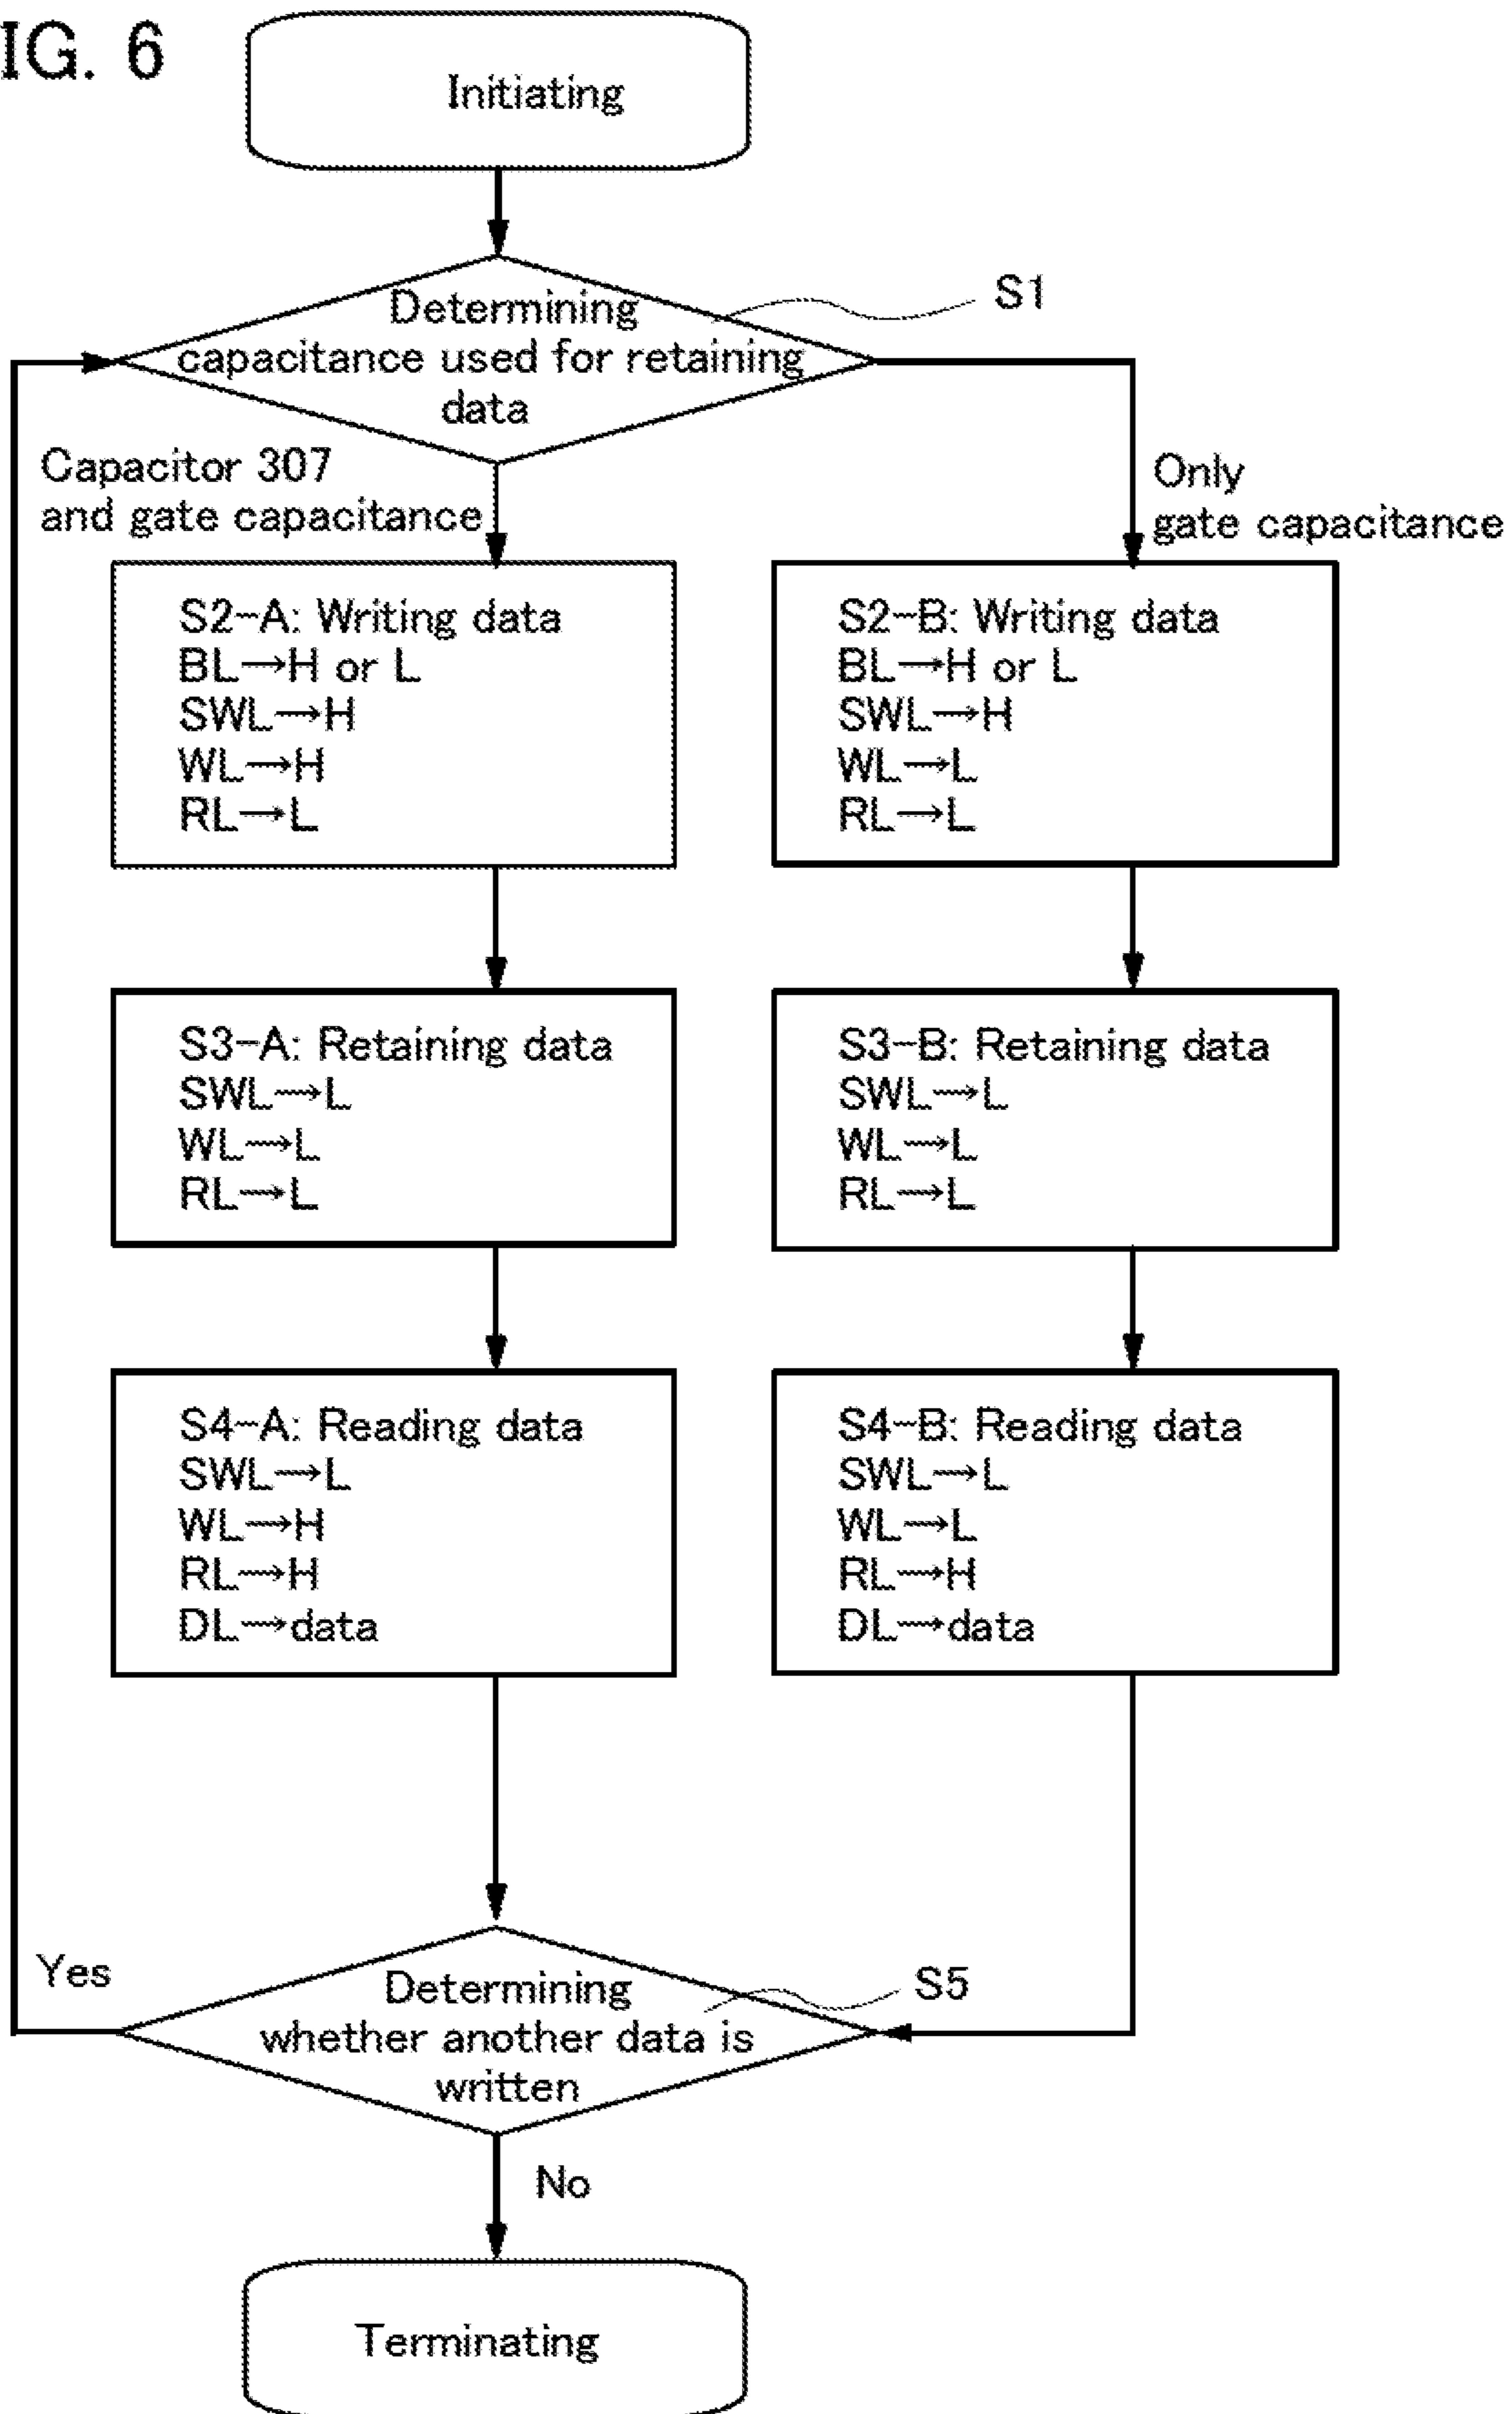 IG. 6
Initiating
Determining
capacitance used for retaining
data
S1
Capacitor 307
and gate capacitance
Only
gate capacitance
S2-A: Writing data
BL→H or L
SWL→H
WL→H
RL→L
S2-B: Writing data
BL→H or L
SWL→H
WL→L
RL→L
S3-A: Retaining data
SWL→L
WL→L
RL→L
S3-B: Retaining data
SWL→L
WL→L
RL→L
S4-A: Reading data
SWL→L
WL→H
RL→H
DL→data
S4-B: Reading data
SWL→L
WL→L
RL→H
DL→data
Yes
Determining
whether another data is
written
S5
No
Terminating